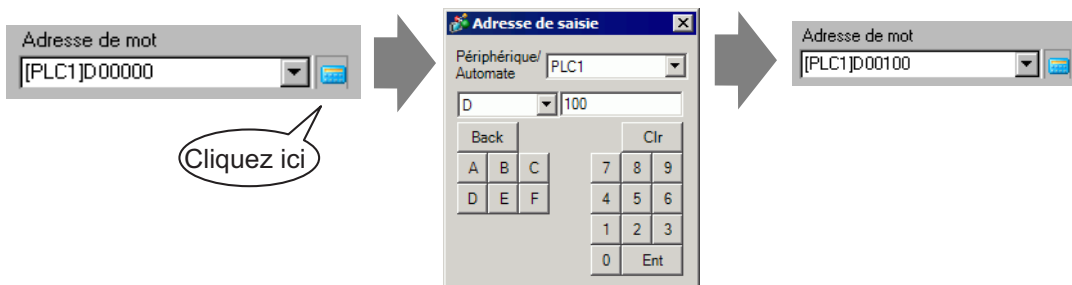 Adresse de mot
[PLC1]D00000
Cliquez ici
Adresse de saisie
Périphérique/
Automate
PLC1
D 100
Back Clr
A B C 7 8 9
D E F 4 5 6
1 2 3
0 Ent
Adresse de mot
[PLC1]D00100